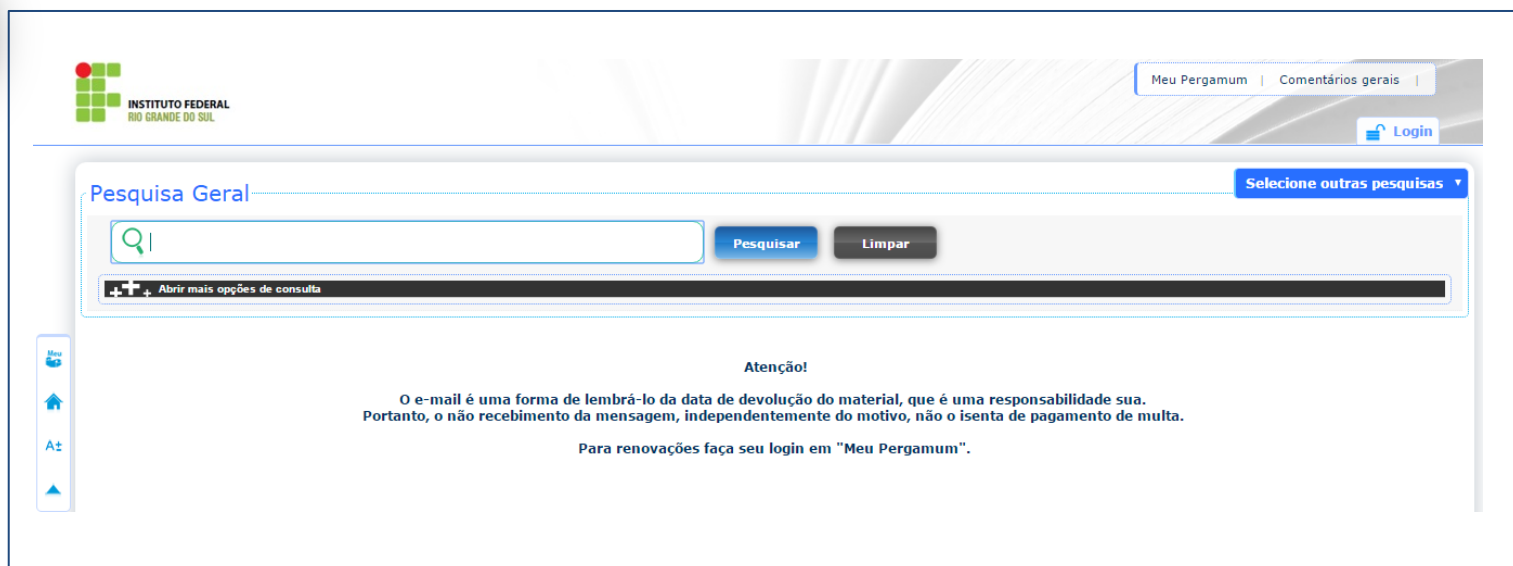 INSTITUTO FEDERAL
RIO GRANDE DO SUL
Meu Pergamum | Comentários gerais |
Login
Pesquisa Geral
Selecione outras pesquisas
Pesquisar
Limpar
Abrir mais opções de consulta
Meu
Atenção!
O e-mail é uma forma de lembrá-lo da data de devolução do material, que é uma responsabilidade sua.
Portanto, o não recebimento da mensagem, independentemente do motivo, não o isenta de pagamento de multa.
A±
Para renovações faça seu login em "Meu Pergamum".